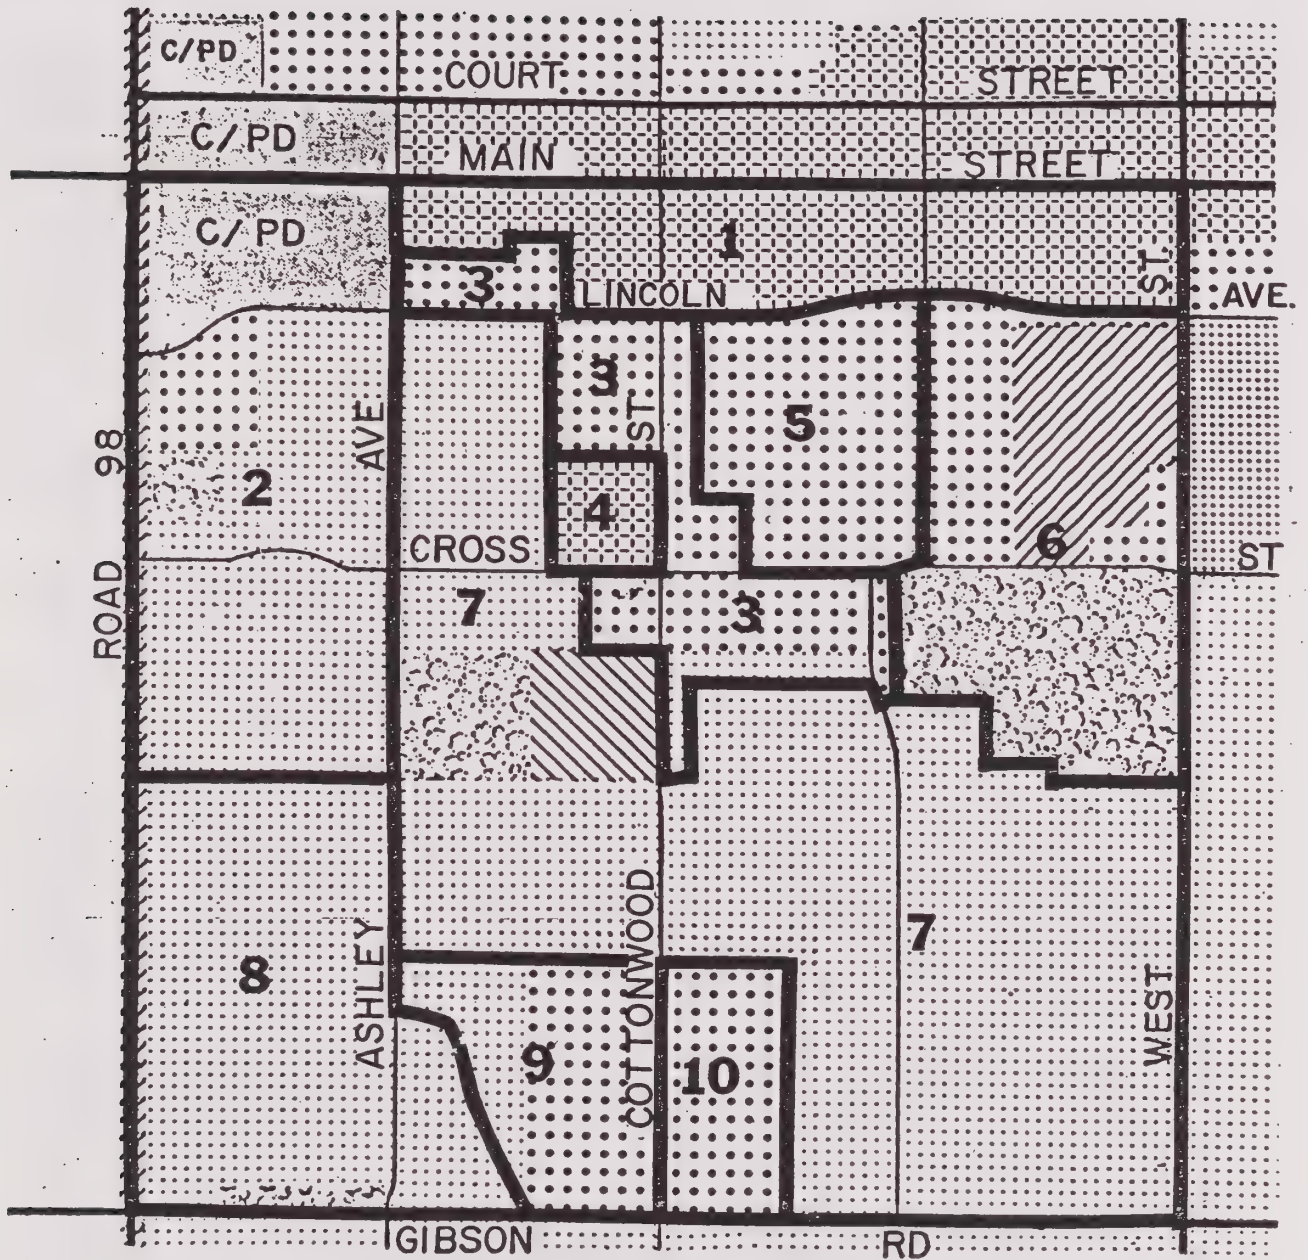 C/PD
COURT STREET
C/PD
MAIN STREET
C/PD
1
3
LINCOLN AVE.
ST.
3
5
AVE
ST
ROAD 98
2
4
6
CROSS ST
7
3
7
8
ASHLEY
COTTONWOOD
WEST
9
10
GIBSON RD